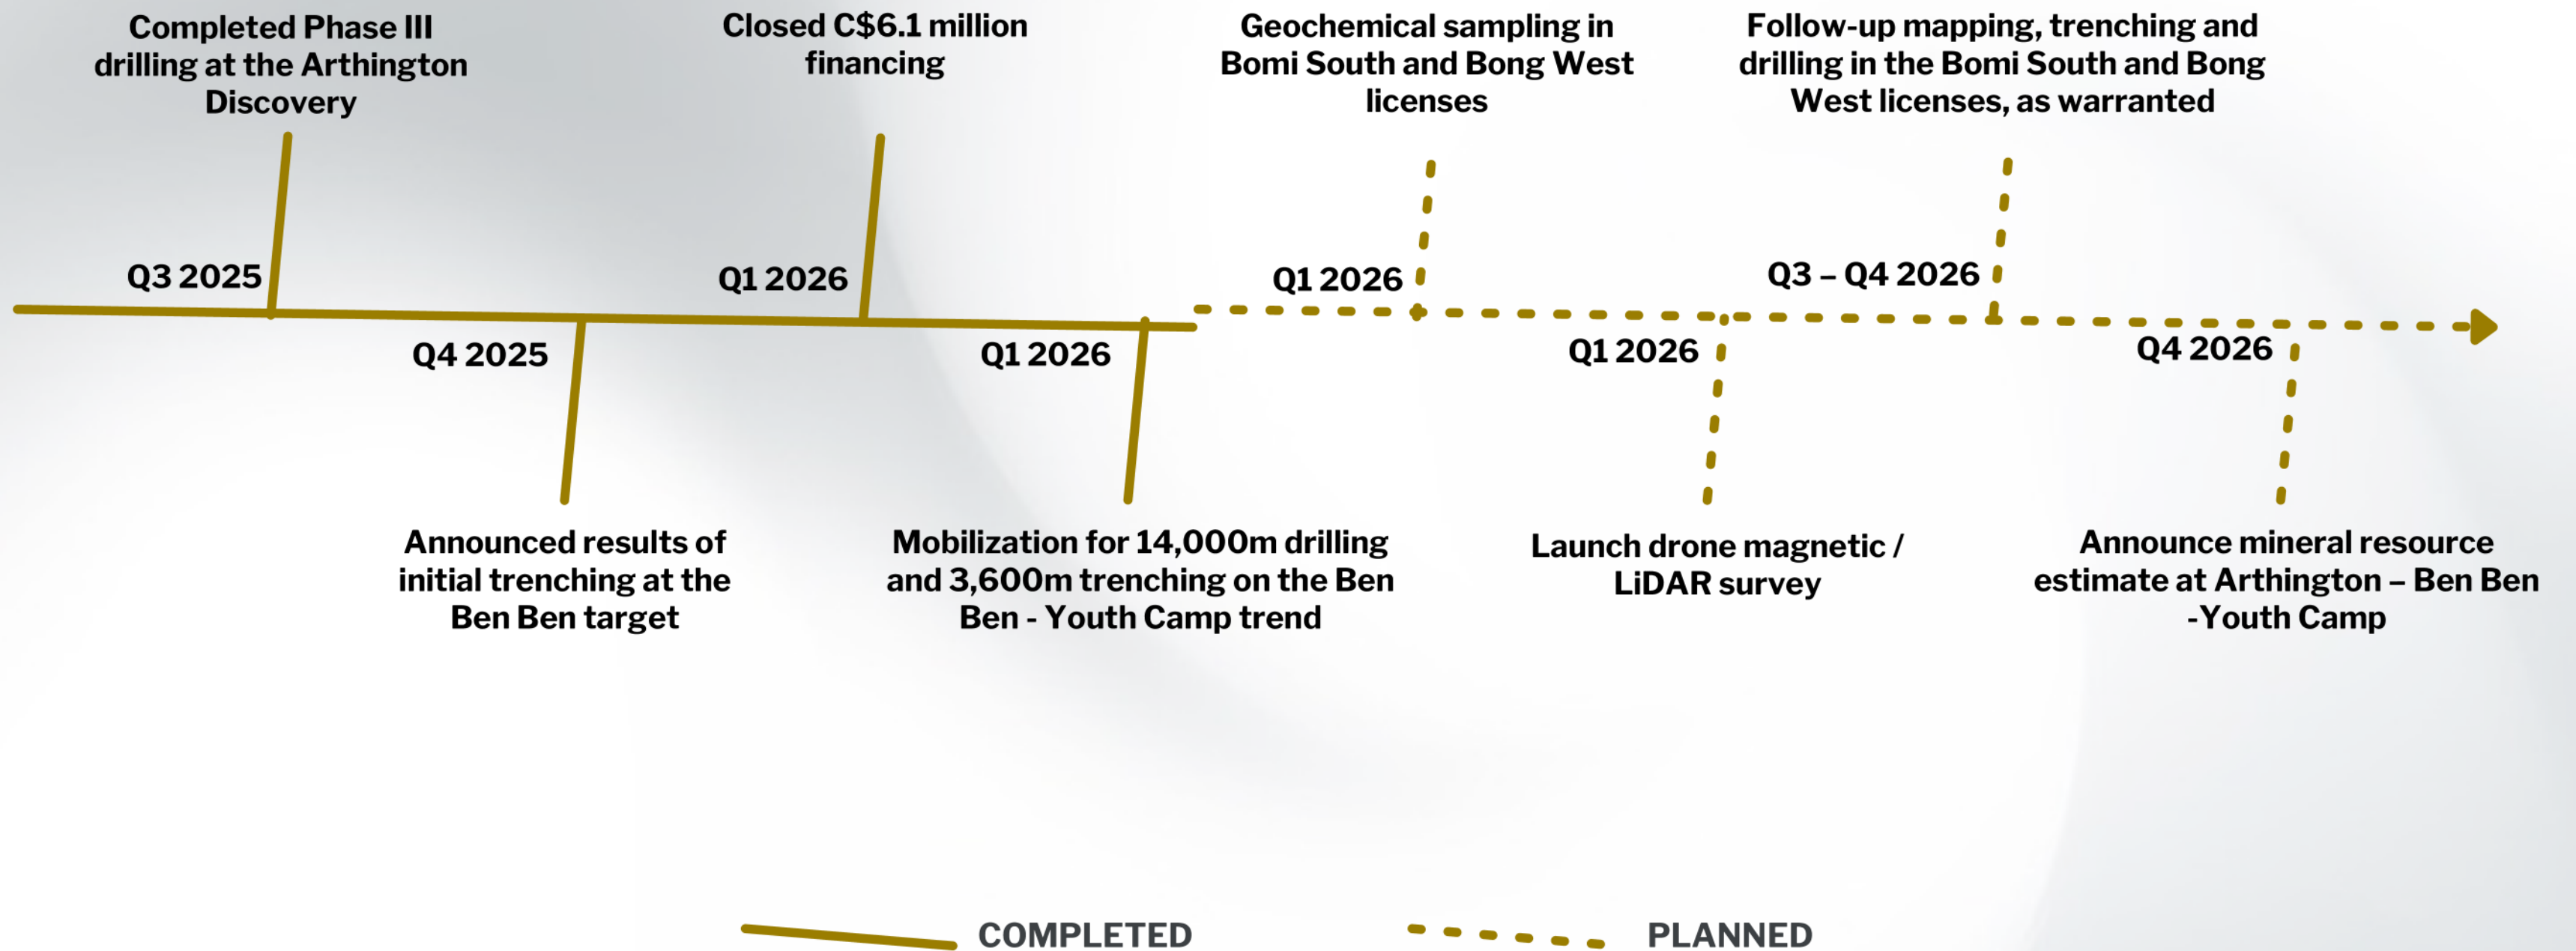 Completed Phase III
drilling at the Arthington
Discovery
Q3 2025
Q4 2025
Announced results of
initial trenching at the
Ben Ben target
Closed C$6.1 million
financing
Q1 2026
Q1 2026
Mobilization for 14,000m drilling
and 3,600m trenching on the Ben
Ben - Youth Camp trend
Geochemical sampling in
Bomi South and Bong West
licenses
Q1 2026
Q1 2026
Launch drone magnetic /
LiDAR survey
Follow-up mapping, trenching and
drilling in the Bomi South and Bong
West licenses, as warranted
Q3 – Q4 2026
Q4 2026
Announce mineral resource
estimate at Arthington – Ben Ben
-Youth Camp
COMPLETED
PLANNED